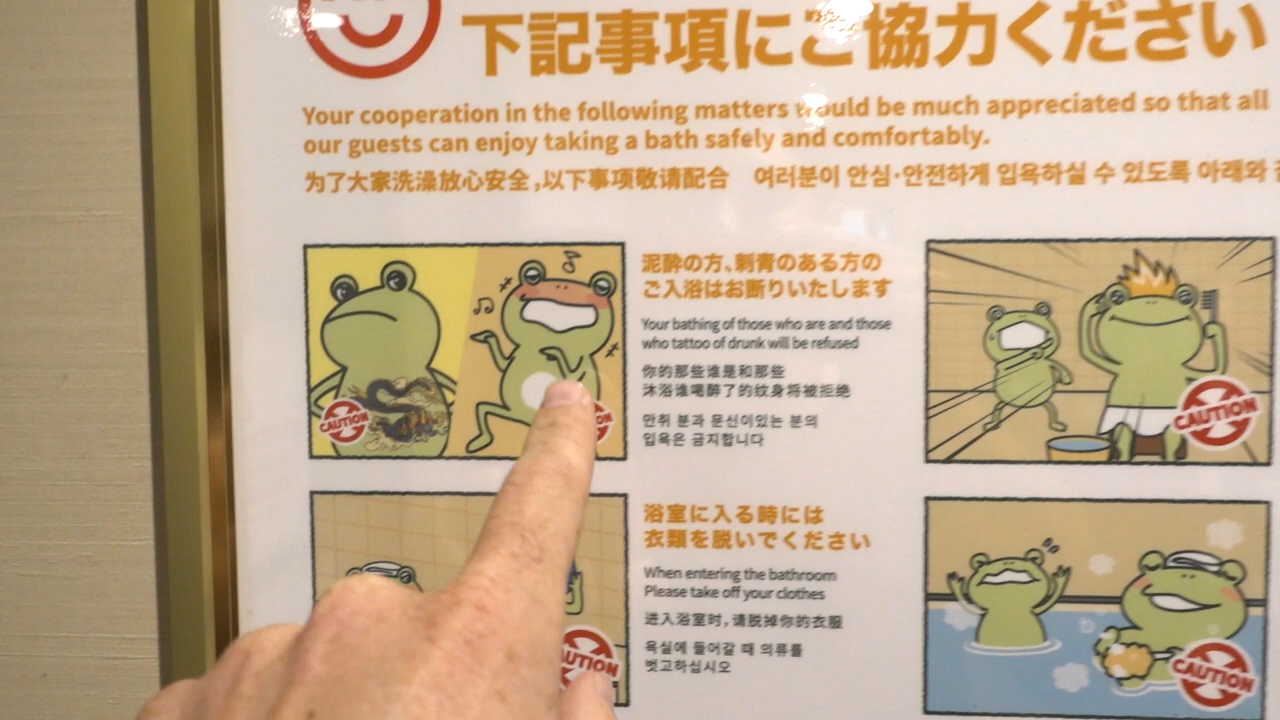 下記事項にご協力ください
Your cooperation in the following matters would be much appreciated so that all
our guests can enjoy taking a bath safely and comfortably.
为了大家洗澡放心安全,以下事项敬请配合 여러분이 안심·안전하게 입욕하실 수 있도록 아래와
泥酔の方、刺青のある方の
ご入浴はお断りいたします
Your bathing of those who are and those
who tattoo of drunk will be refused
你的那些谁是和那些
沐浴谁喝醉了的纹身将被拒绝
만취 분과 문신이있는 분의
입욕은 금지합니다
CAUTION
CAUTION
浴室に入る時には
衣類を脱いでください
When entering the bathroom
Please take off your clothes
进入浴室时,请脱掉你的衣服
욕실에 들어갈 때 의류를
벗고하십시오
CAUTION